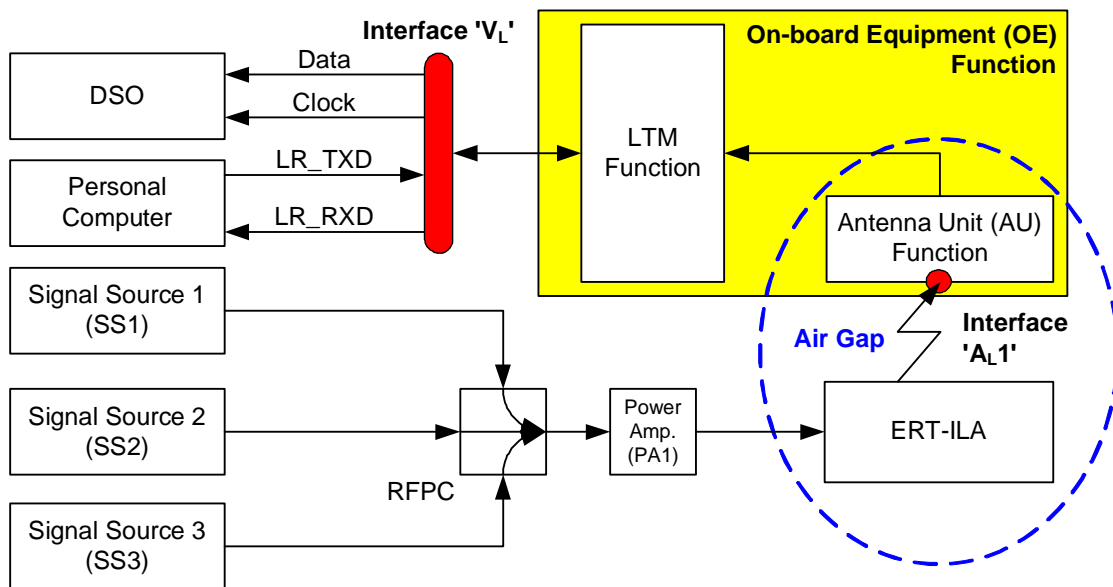 Interface 'VL'
On-board Equipment (OE)
Function
Data
DSO
Clock
LTM
Function
LR_TXD
Personal
Computer
LR_RXD
Antenna Unit (AU)
Function
Signal Source 1
(SS1)
Air Gap
Interface
'AL1'
Signal Source 2
(SS2)
Power
Amp.
(PA1)
ERT-ILA
RFPC
Signal Source 3
(SS3)